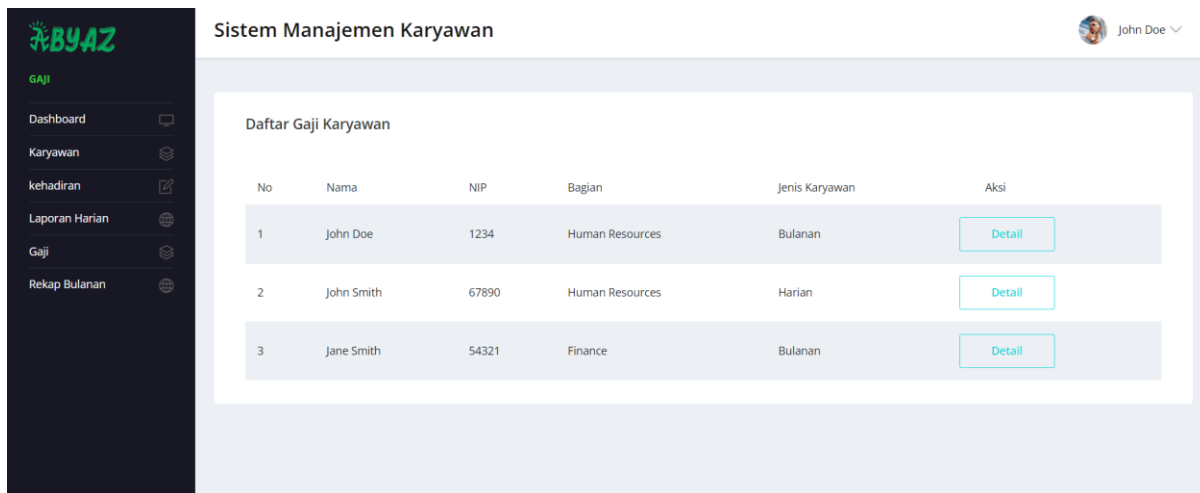 ABYAZ
GAJI
Dashboard
Karyawan
kehadiran
Laporan Harian
Gaji
Rekap Bulanan
Sistem Manajemen Karyawan
John Doe
Daftar Gaji Karyawan
No Nama NIP Bagian Jenis Karyawan Aksi
1 John Doe 1234 Human Resources Bulanan Detail
2 John Smith 67890 Human Resources Harian Detail
3 Jane Smith 54321 Finance Bulanan Detail